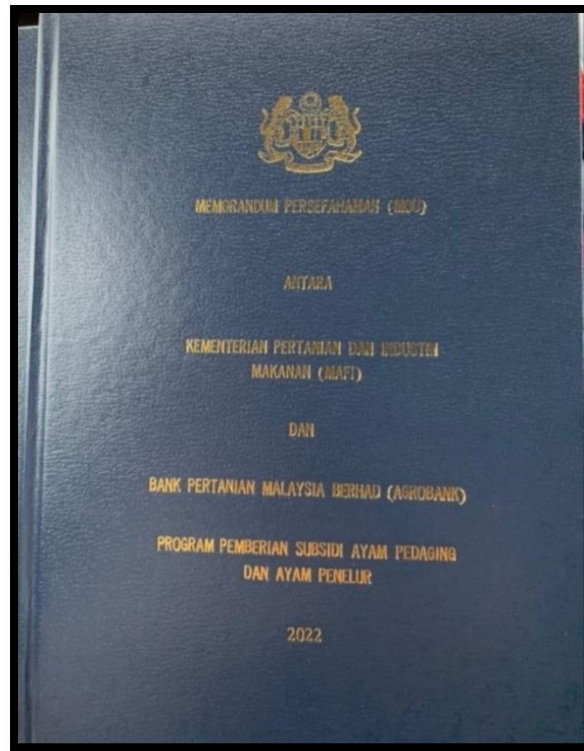 MEMORANDUM PERSEFAHAMAN (MOU)
ANTARA
KEMENTERIAN PERTANIAN DAN INDUSTRI
MAKANAN (MAFI)
DAN
BANK PERTANIAN MALAYSIA BERHAD (AGROBANK)
PROGRAM PEMBERIAN SUBSIDI AYAM PEDAGING
DAN AYAM PENELUR
2022